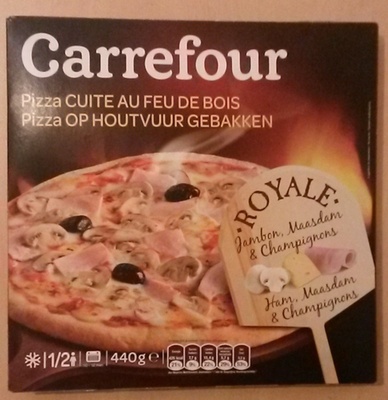 Carrefour
Pizza CUITE AU FEU DE BOIS
Pizza OP HOUTVUUR GEBAKKEN
ROYALE
Jambon, Maasdam
& Champignons
Ham, Maasdam
& Champignons
1/2
440g e